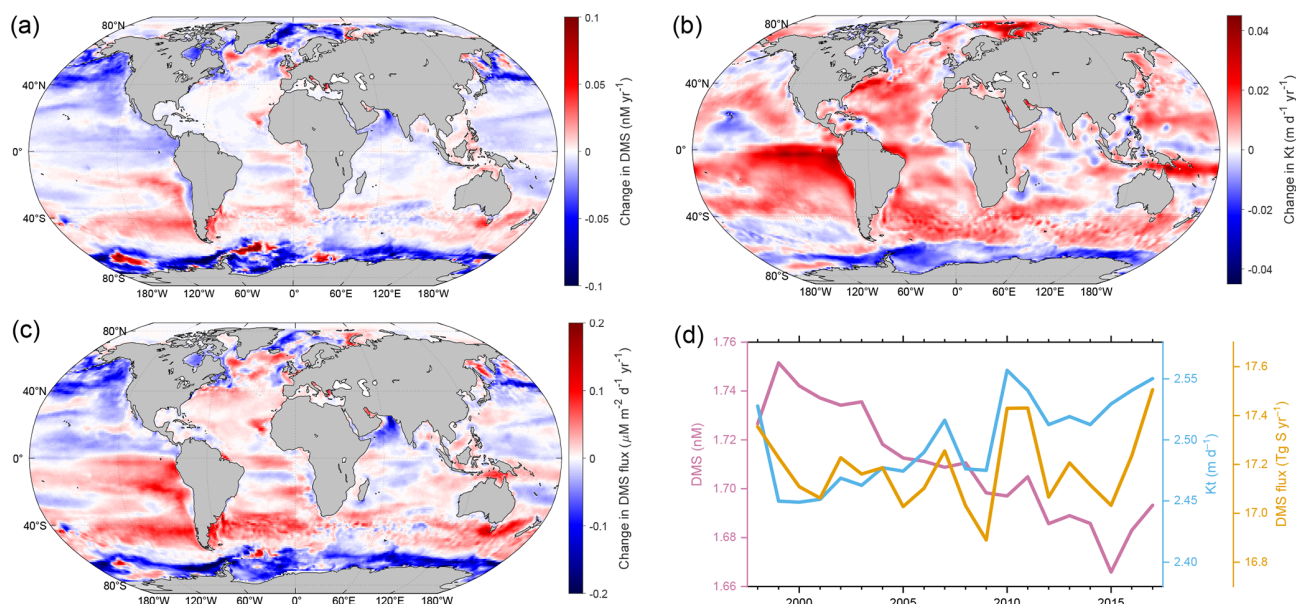 (a)
80°N
40°N
0°
40°S
80°S
180°W 120°W 60°W 0° 60°E 120°E 180°W
0.1
0.05
0
-0.05
-0.1
Change in DMS (nM yr⁻¹)
(b)
80°N
40°N
0°
40°S
80°S
180°W 120°W 60°W 0° 60°E 120°E 180°W
0.04
0.02
0
-0.02
-0.04
Change in Kt (m d⁻¹ yr⁻¹)
(c)
80°N
40°N
0°
40°S
80°S
180°W 120°W 60°W 0° 60°E 120°E 180°W
0.2
0.1
0
-0.1
-0.2
Change in DMS flux (μM m⁻² d⁻¹ yr⁻¹)
(d)
1.76
1.74
1.72
1.70
1.68
1.66
DMS (nM)
2000 2005 2010 2015
2.55
2.50
2.45
2.40
Kt (m d⁻¹)
17.6
17.4
17.2
17.0
16.8
DMS flux (Tg S yr⁻¹)